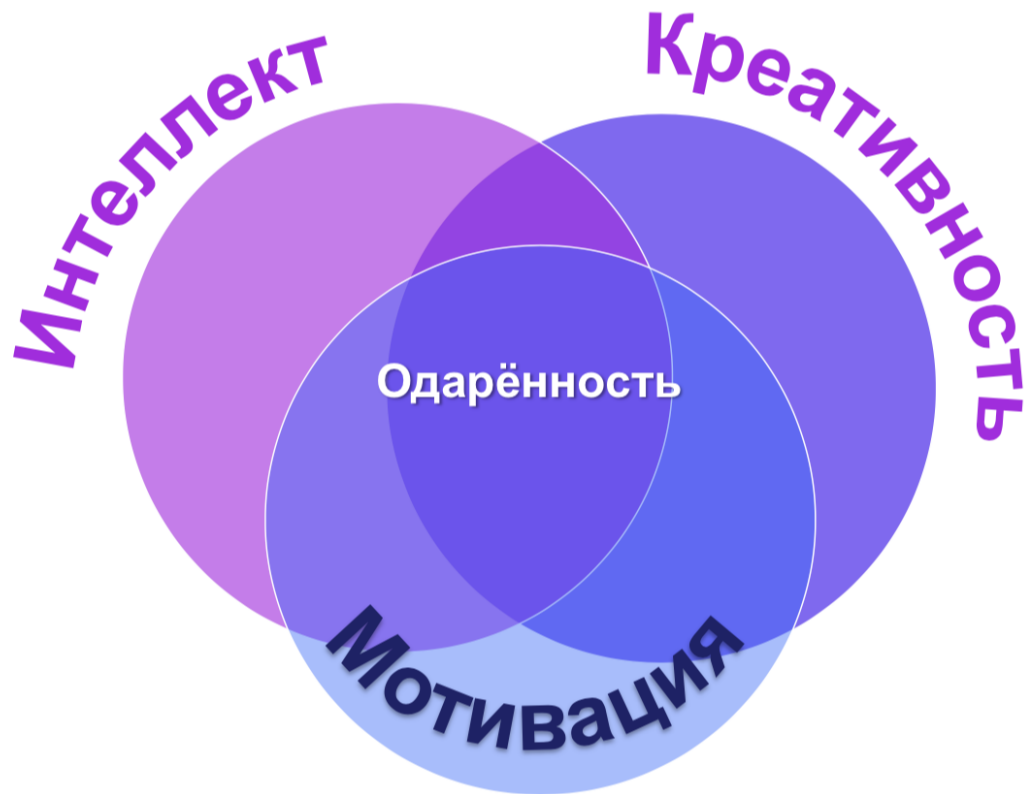 Интеллект
Креативность
Одарённость
Мотивация